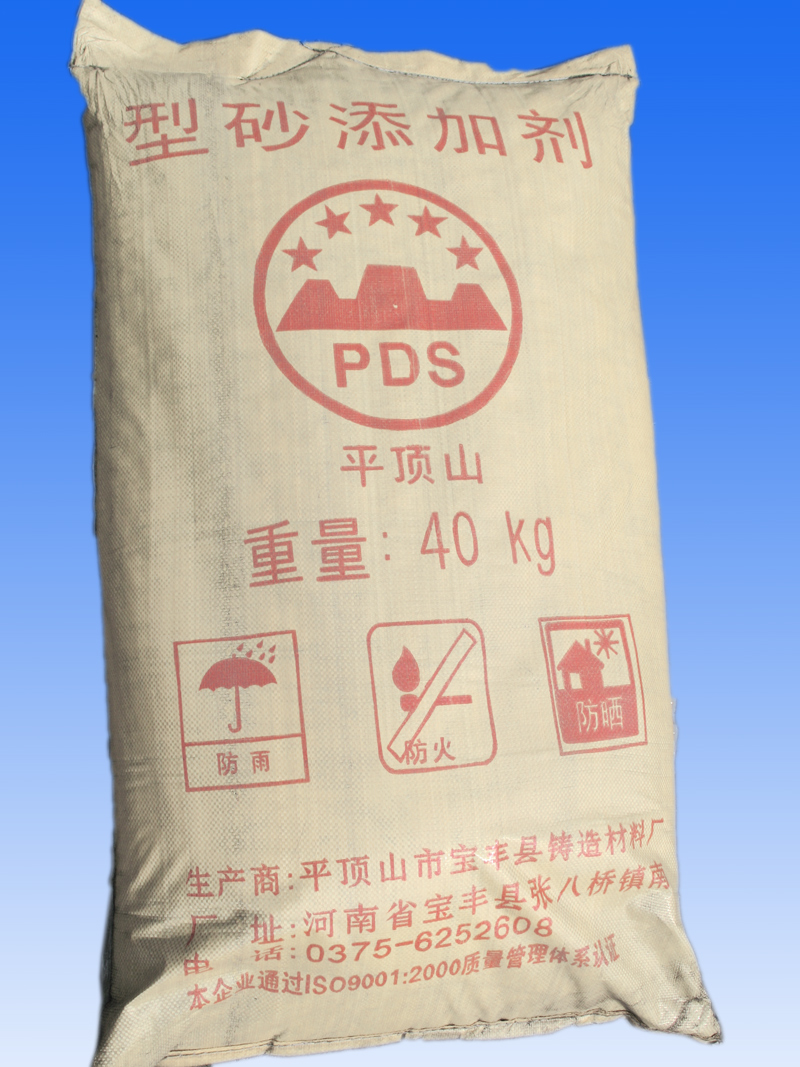 型砂添加剂
PDS
平顶山
重量: 40 kg
防雨
防火
防晒
生产商:平顶山市宝丰县铸造材料厂
厂 址:河南省宝丰县张八桥镇南
电 话:0375-6252608
本企业通过ISO9001:2000质量管理体系认证